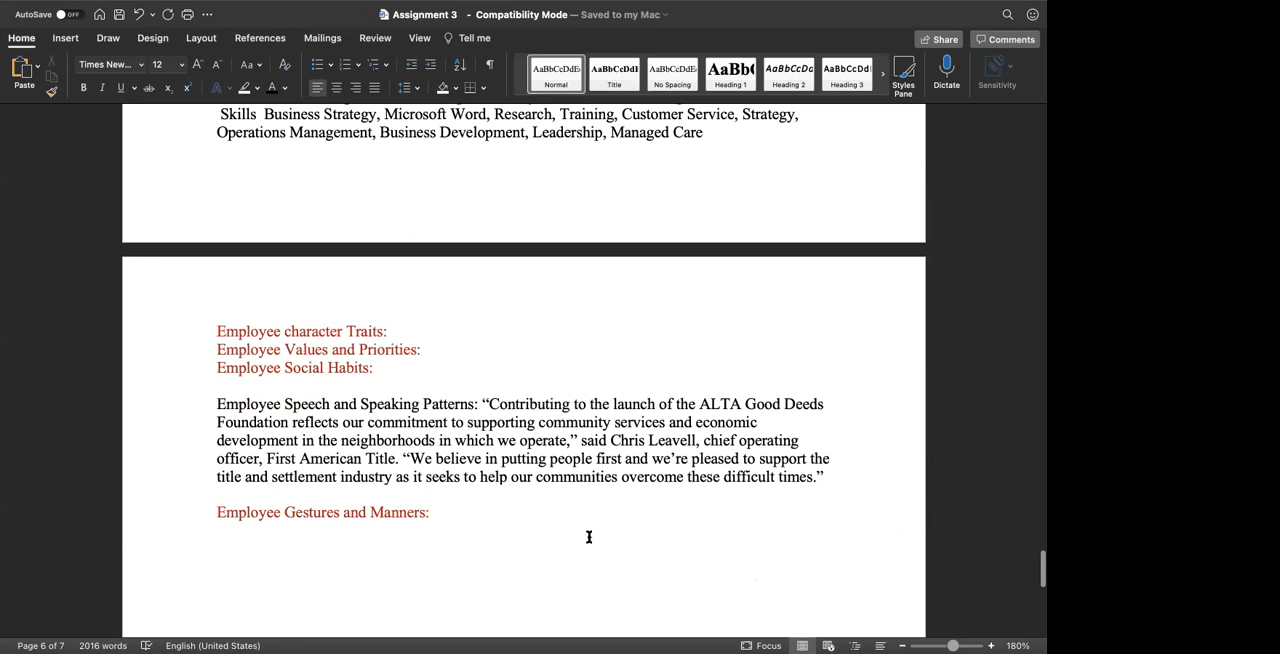 AutoSave OFF
Assignment 3 - Compatibility Mode — Saved to my Mac
Home Insert Draw Design Layout References Mailings Review View Tell me
Share Comments
Paste
Times New... 12 Aa
B I U ab x₂ x² A
AaBbCcDdE AaBbCcDdI AaBbCcDdE AaBb( AaBbCcDc AaBbCcDdI
Normal Title No Spacing Heading 1 Heading 2 Heading 3
Styles Pane
Dictate
Sensitivity
Skills Business Strategy, Microsoft Word, Research, Training, Customer Service, Strategy,
Operations Management, Business Development, Leadership, Managed Care
Employee character Traits:
Employee Values and Priorities:
Employee Social Habits:
Employee Speech and Speaking Patterns: “Contributing to the launch of the ALTA Good Deeds
Foundation reflects our commitment to supporting community services and economic
development in the neighborhoods in which we operate,” said Chris Leavell, chief operating
officer, First American Title. “We believe in putting people first and we’re pleased to support the
title and settlement industry as it seeks to help our communities overcome these difficult times.”
Employee Gestures and Manners:
Page 6 of 7 2016 words English (United States) Focus 180%